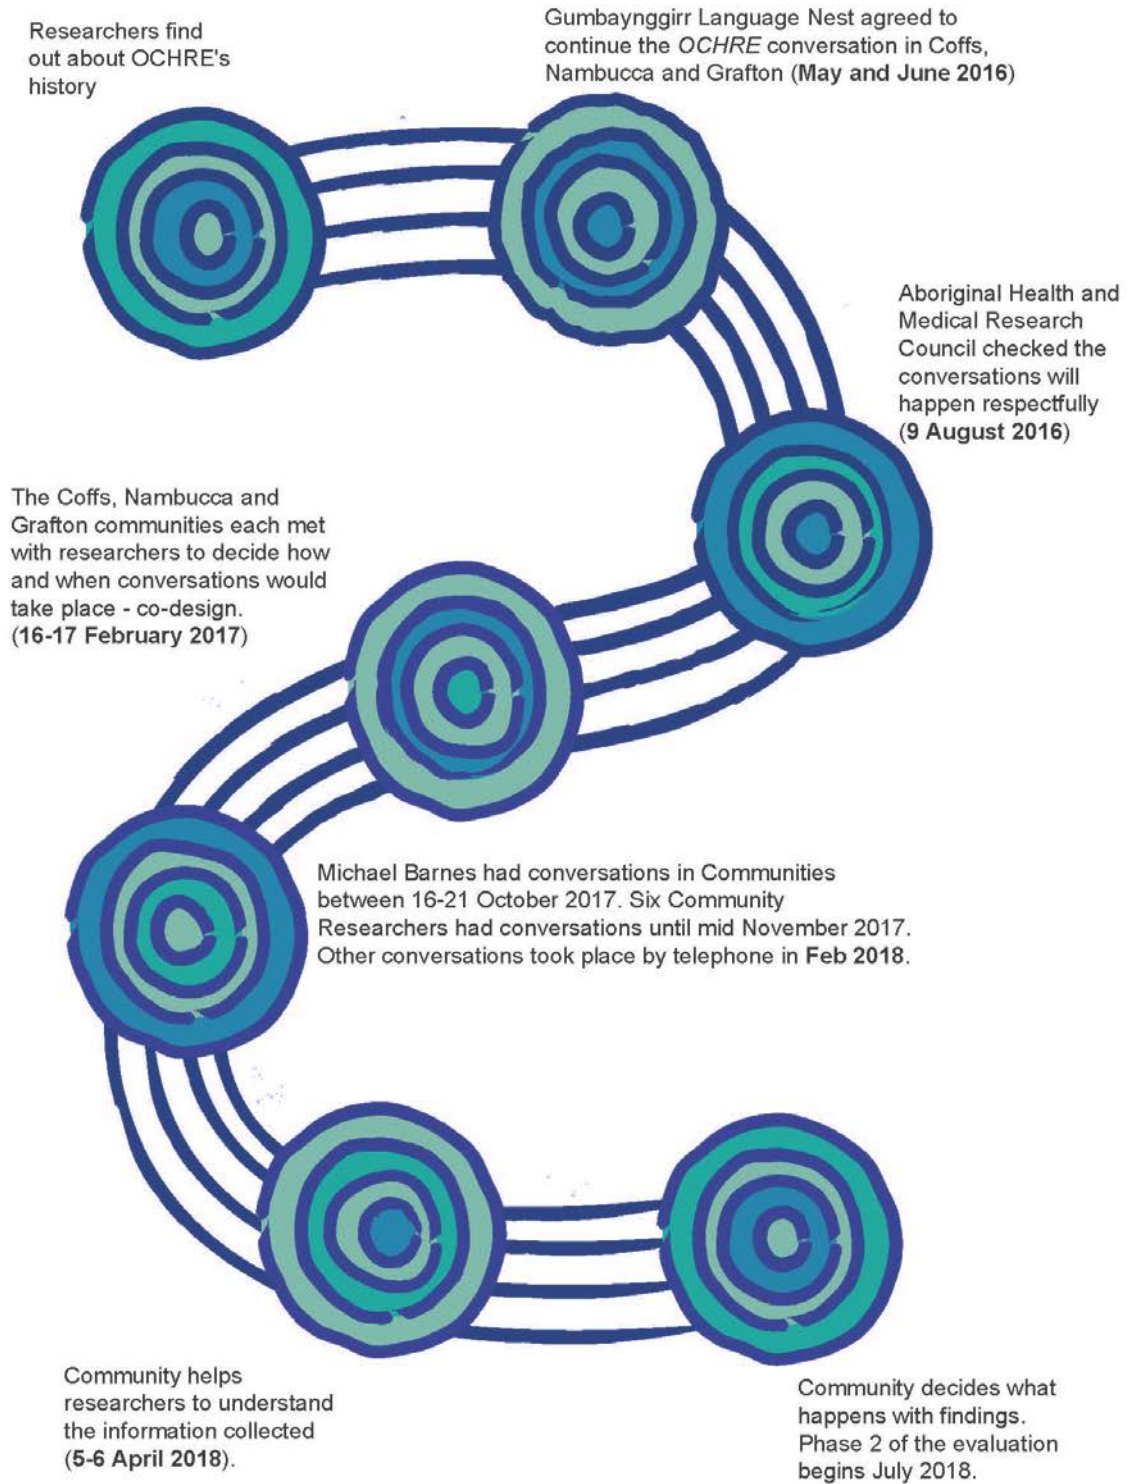 Researchers find
out about OCHRE's
history
Gumbaynggirr Language Nest agreed to
continue the OCHRE conversation in Coffs,
Nambucca and Grafton (May and June 2016)
Aboriginal Health and
Medical Research
Council checked the
conversations will
happen respectfully
(9 August 2016)
The Coffs, Nambucca and
Grafton communities each met
with researchers to decide how
and when conversations would
take place - co-design.
(16-17 February 2017)
Michael Barnes had conversations in Communities
between 16-21 October 2017. Six Community
Researchers had conversations until mid November 2017.
Other conversations took place by telephone in Feb 2018.
Community helps
researchers to understand
the information collected
(5-6 April 2018).
Community decides what
happens with findings.
Phase 2 of the evaluation
begins July 2018.